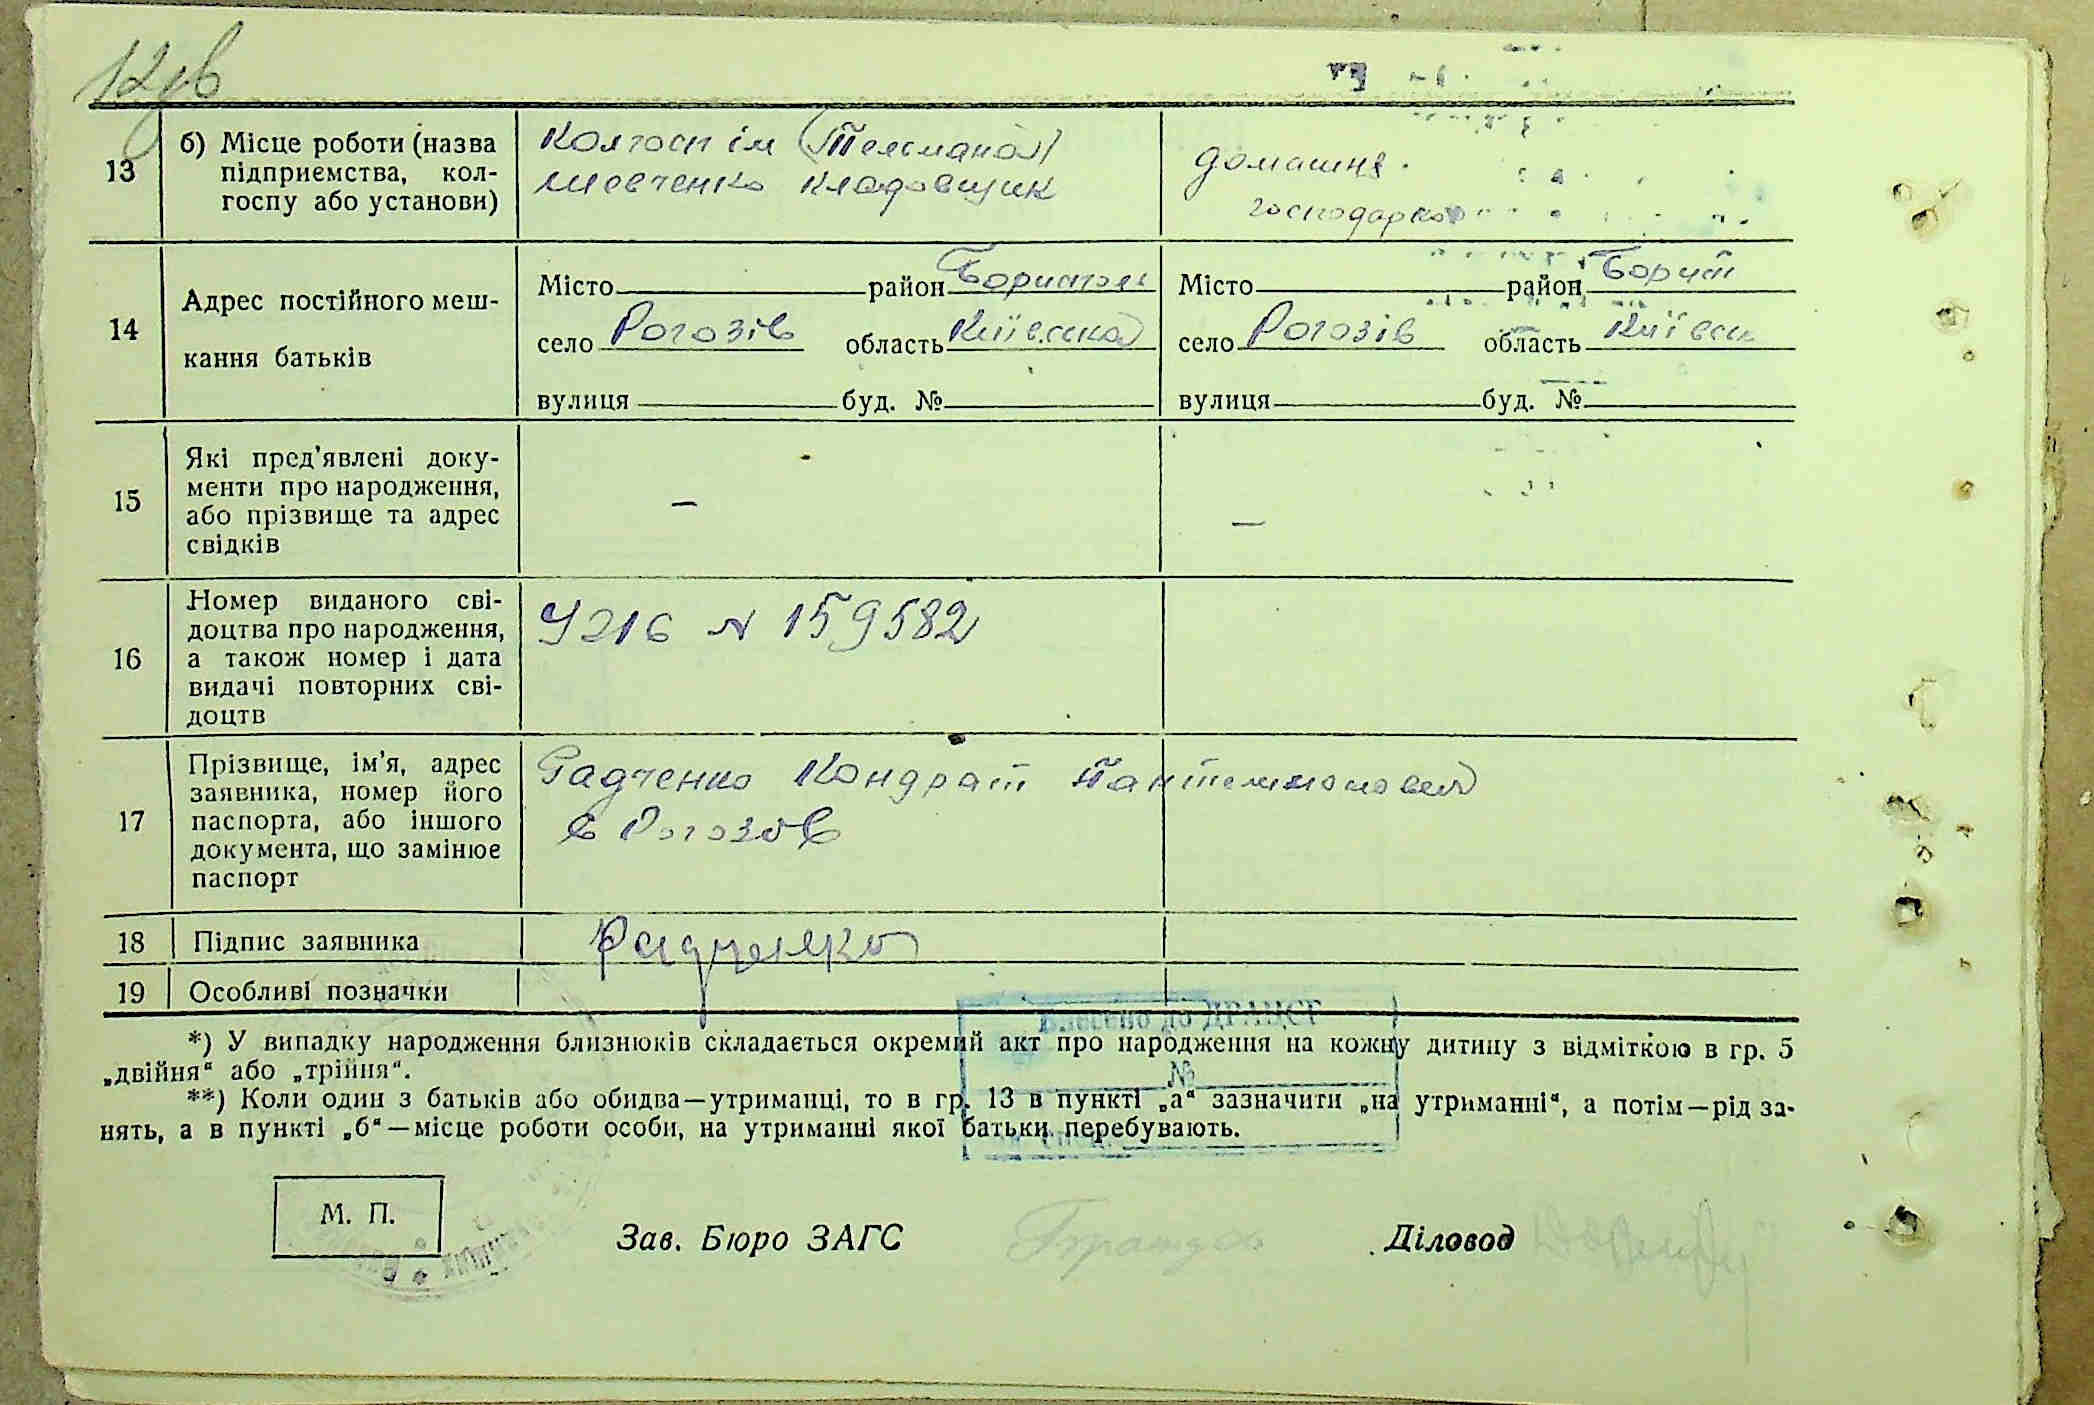 13
б) Місце роботи (назва
підприємства, кол-
госпу або установи)
Колгосп ім (Тельмана)
Шевченко кладовщик
домашня
господарка
14
Адрес постійного меш-
кання батьків
Місто район Бориспіль
село Рогозів область Київська
вулиця буд. №
Місто район Борисп
село Рогозів область Київськ
вулиця буд. №
15
Які пред'явлені доку-
менти про народження,
або прізвище та адрес
свідків
–
–
16
Номер виданого сві-
доцтва про народження,
а також номер і дата
видачі повторних сві-
доцтв
У 216 N 159582
17
Прізвище, ім'я, адрес
заявника, номер його
паспорта, або іншого
документа, що замінює
паспорт
Радченко Кондрат Пантелимонович
с Рогозів
18 Підпис заявника
Радченко
19 Особливі позначки
Внесено до ДРАЦСГ
№
*) У випадку народження близнюків складається окремий акт про народження на кожну дитину з відміткою в гр. 5
„двійня“ або „трійня“.
**) Коли один з батьків або обидва—утриманці, то в гр. 13 в пункті „а“ зазначити „на утриманні“, а потім—рід за-
нять, а в пункті „б“—місце роботи особи, на утриманні якої батьки перебувають.
М. П.
Зав. Бюро ЗАГС
Діловод